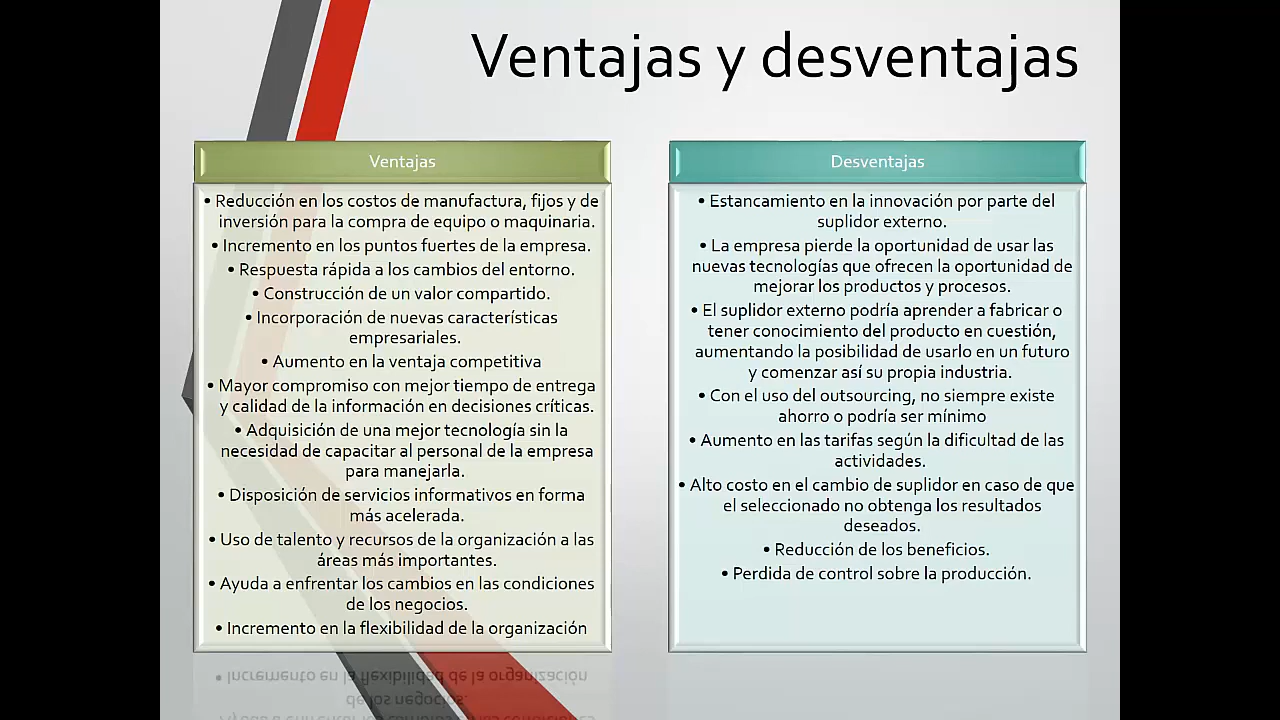 Ventajas y desventajas
Ventajas
• Reducción en los costos de manufactura, fijos y de
inversión para la compra de equipo o maquinaria.
• Incremento en los puntos fuertes de la empresa.
• Respuesta rápida a los cambios del entorno.
• Construcción de un valor compartido.
• Incorporación de nuevas características
empresariales.
• Aumento en la ventaja competitiva
• Mayor compromiso con mejor tiempo de entrega
y calidad de la información en decisiones críticas.
• Adquisición de una mejor tecnología sin la
necesidad de capacitar al personal de la empresa
para manejarla.
• Disposición de servicios informativos en forma
más acelerada.
• Uso de talento y recursos de la organización a las
áreas más importantes.
• Ayuda a enfrentar los cambios en las condiciones
de los negocios.
• Incremento en la flexibilidad de la organización
Desventajas
• Estancamiento en la innovación por parte del
suplidor externo.
• La empresa pierde la oportunidad de usar las
nuevas tecnologías que ofrecen la oportunidad de
mejorar los productos y procesos.
• El suplidor externo podría aprender a fabricar o
tener conocimiento del producto en cuestión,
aumentando la posibilidad de usarlo en un futuro
y comenzar así su propia industria.
• Con el uso del outsourcing, no siempre existe
ahorro o podría ser mínimo
• Aumento en las tarifas según la dificultad de las
actividades.
• Alto costo en el cambio de suplidor en caso de que
el seleccionado no obtenga los resultados
deseados.
• Reducción de los beneficios.
• Perdida de control sobre la producción.